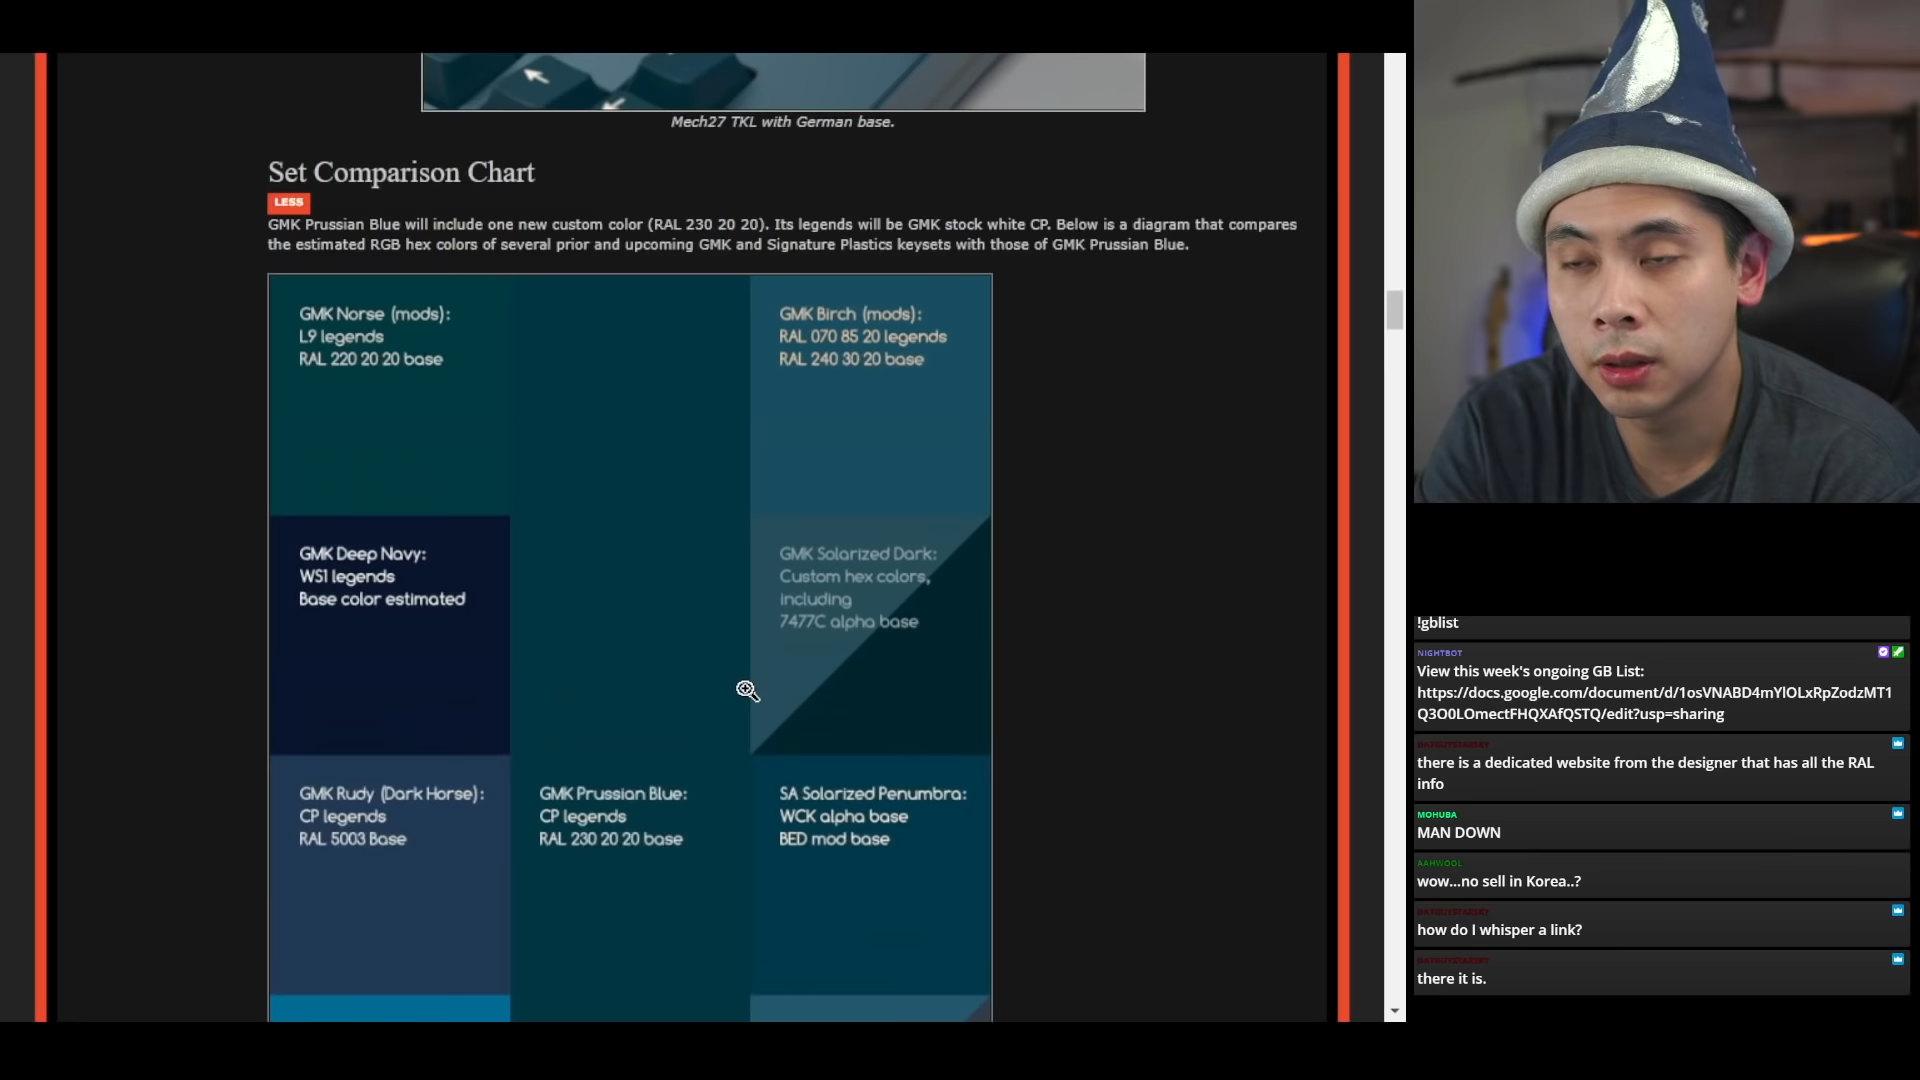 Mech27 TKL with German base.
Set Comparison Chart
LESS
GMK Prussian Blue will include one new custom color (RAL 230 20 20). Its legends will be GMK stock white CP. Below is a diagram that compares
the estimated RGB hex colors of several prior and upcoming GMK and Signature Plastics keysets with those of GMK Prussian Blue.
GMK Norse (mods):
L9 legends
RAL 220 20 20 base
GMK Birch (mods):
RAL 070 85 20 legends
RAL 240 30 20 base
GMK Deep Navy:
WS1 legends
Base color estimated
GMK Solarized Dark:
Custom hex colors,
including
7477C alpha base
GMK Rudy (Dark Horse):
CP legends
RAL 5003 Base
GMK Prussian Blue:
CP legends
RAL 230 20 20 base
SA Solarized Penumbra:
WCK alpha base
BED mod base
!gblist
NIGHTBOT
View this week's ongoing GB List:
https://docs.google.com/document/d/1osVNABD4mYlOLxRpZodzMT1
Q3O0LOmectFHQXAfQSTQ/edit?usp=sharing
there is a dedicated website from the designer that has all the RAL
info
MOHUBA
MAN DOWN
AAHWOOL
wow...no sell in Korea..?
how do I whisper a link?
there it is.